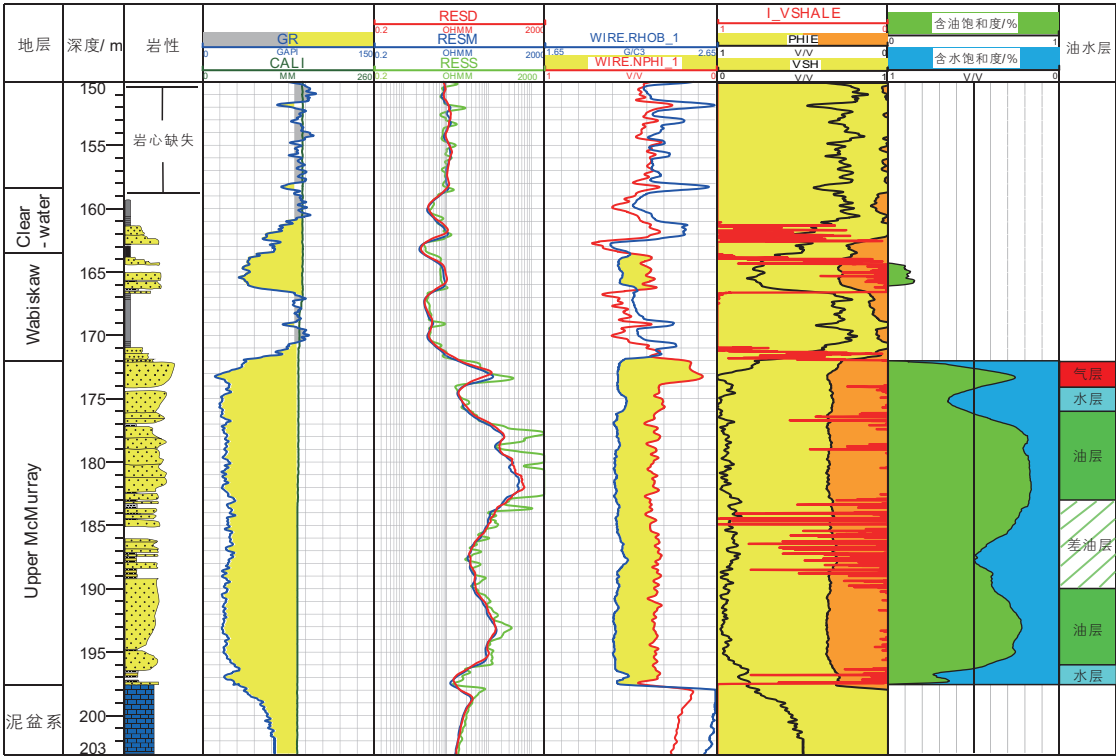 地层
深度/ m
岩性
GR
GAPI
0
150
CALI
MM
0
260
RESD
0.2
OHMM
2000
RESM
0.2
OHMM
2000
RESS
OHMM
2000
WIRE.RHOB_1
1.65
G/C3
2.65
WIRE.NPHI_1
1
V/V
0
I_VSHALE
1
1
PHIE
1
V/V
0
VSH
0
V/V
1
含油饱和度/%
0
1
含水饱和度/%
1
V/V
0
油水层
150
155
160
165
170
175
180
185
190
195
200
203
岩心缺失
Clear
-water
Wabiskaw
Upper McMurray
泥盆系
气层
水层
油层
差油层
油层
水层